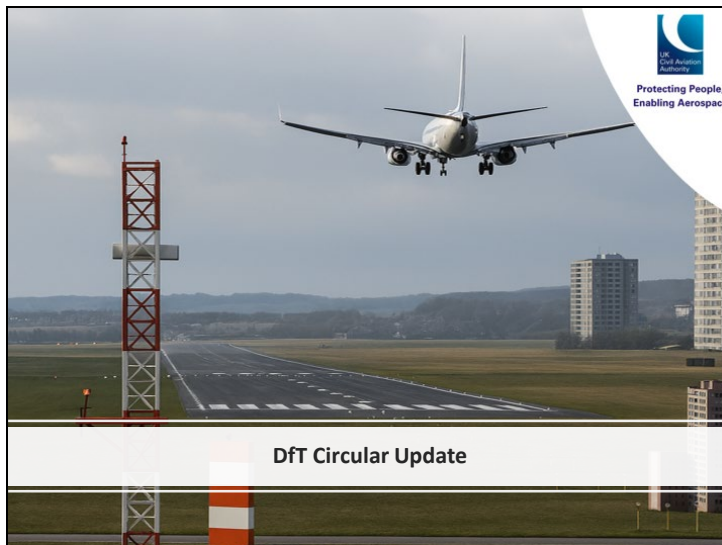 UK
Civil Aviation
Authority
Protecting People,
Enabling Aerospac
DfT Circular Update